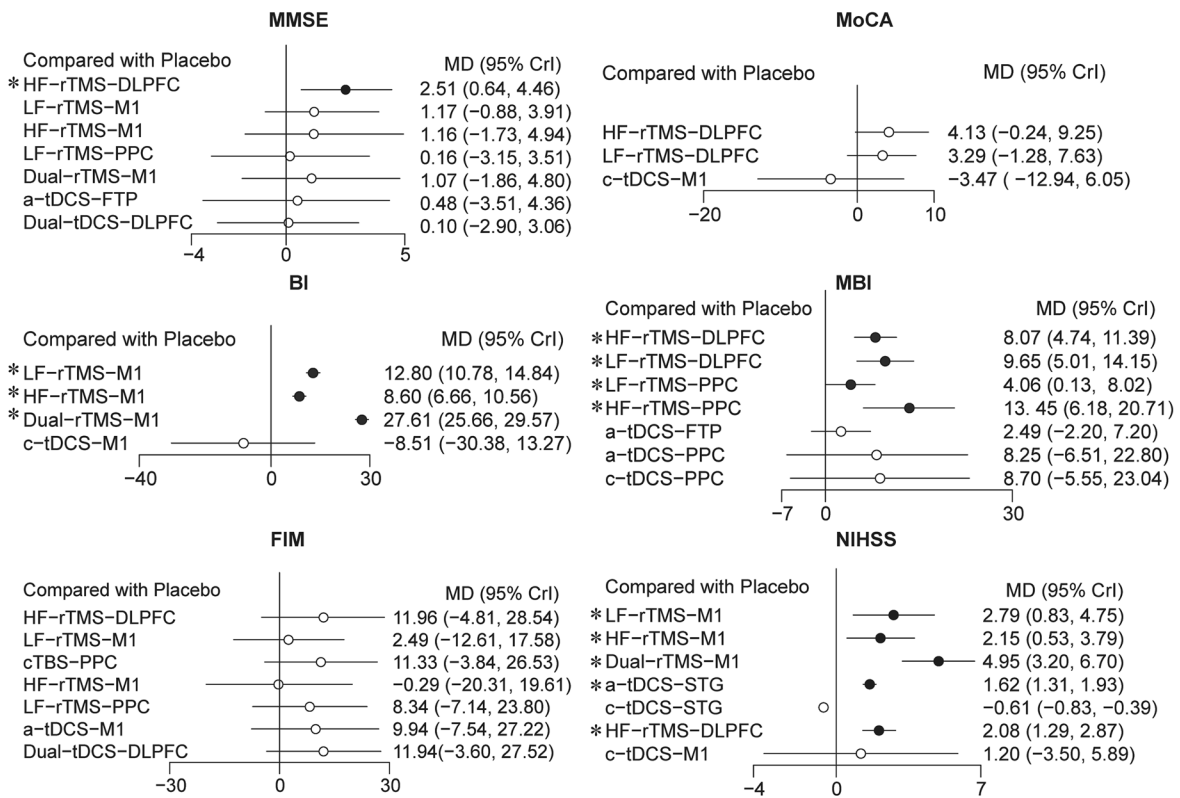 MMSE
Compared with Placebo MD (95% CrI)
*HF−rTMS−DLPFC 2.51 (0.64, 4.46)
LF−rTMS−M1 1.17 (−0.88, 3.91)
HF−rTMS−M1 1.16 (−1.73, 4.94)
LF−rTMS−PPC 0.16 (−3.15, 3.51)
Dual−rTMS−M1 1.07 (−1.86, 4.80)
a−tDCS−FTP 0.48 (−3.51, 4.36)
Dual−tDCS−DLPFC 0.10 (−2.90, 3.06)
−4 0 5
MoCA
Compared with Placebo MD (95% CrI)
HF−rTMS−DLPFC 4.13 (−0.24, 9.25)
LF−rTMS−DLPFC 3.29 (−1.28, 7.63)
c−tDCS−M1 −3.47 ( −12.94, 6.05)
−20 0 10
BI
Compared with Placebo MD (95% CrI)
*LF−rTMS−M1 12.80 (10.78, 14.84)
*HF−rTMS−M1 8.60 (6.66, 10.56)
*Dual−rTMS−M1 27.61 (25.66, 29.57)
c−tDCS−M1 −8.51 (−30.38, 13.27)
−40 0 30
MBI
Compared with Placebo MD (95% CrI)
*HF−rTMS−DLPFC 8.07 (4.74, 11.39)
*LF−rTMS−DLPFC 9.65 (5.01, 14.15)
*LF−rTMS−PPC 4.06 (0.13, 8.02)
*HF−rTMS−PPC 13. 45 (6.18, 20.71)
a−tDCS−FTP 2.49 (−2.20, 7.20)
a−tDCS−PPC 8.25 (−6.51, 22.80)
c−tDCS−PPC 8.70 (−5.55, 23.04)
−7 0 30
FIM
Compared with Placebo MD (95% CrI)
HF−rTMS−DLPFC 11.96 (−4.81, 28.54)
LF−rTMS−M1 2.49 (−12.61, 17.58)
cTBS−PPC 11.33 (−3.84, 26.53)
HF−rTMS−M1 −0.29 (−20.31, 19.61)
LF−rTMS−PPC 8.34 (−7.14, 23.80)
a−tDCS−M1 9.94 (−7.54, 27.22)
Dual−tDCS−DLPFC 11.94(−3.60, 27.52)
−30 0 30
NIHSS
Compared with Placebo MD (95% CrI)
*LF−rTMS−M1 2.79 (0.83, 4.75)
*HF−rTMS−M1 2.15 (0.53, 3.79)
*Dual−rTMS−M1 4.95 (3.20, 6.70)
*a−tDCS−STG 1.62 (1.31, 1.93)
c−tDCS−STG −0.61 (−0.83, −0.39)
*HF−rTMS−DLPFC 2.08 (1.29, 2.87)
c−tDCS−M1 1.20 (−3.50, 5.89)
−4 0 7